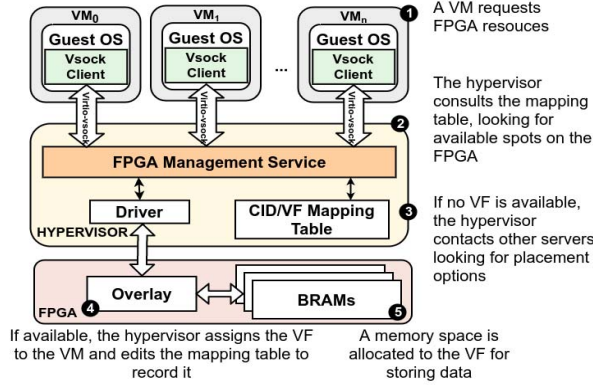 VM0
VM1
VMn
1
Guest OS
Guest OS
Guest OS
Vsock
Client
Vsock
Client
...
Vsock
Client
A VM requests
FPGA resouces
Virtio-vsock
Virtio-vsock
Virtio-vsock
The hypervisor
consults the mapping
table, looking for
available spots on the
FPGA
2
FPGA Management Service
Driver
CID/VF Mapping
Table
HYPERVISOR
3
If no VF is available,
the hypervisor
contacts other servers
looking for placement
options
Overlay
BRAMs
FPGA
4
5
If available, the hypervisor assigns the VF
to the VM and edits the mapping table to
record it
A memory space is
allocated to the VF for
storing data